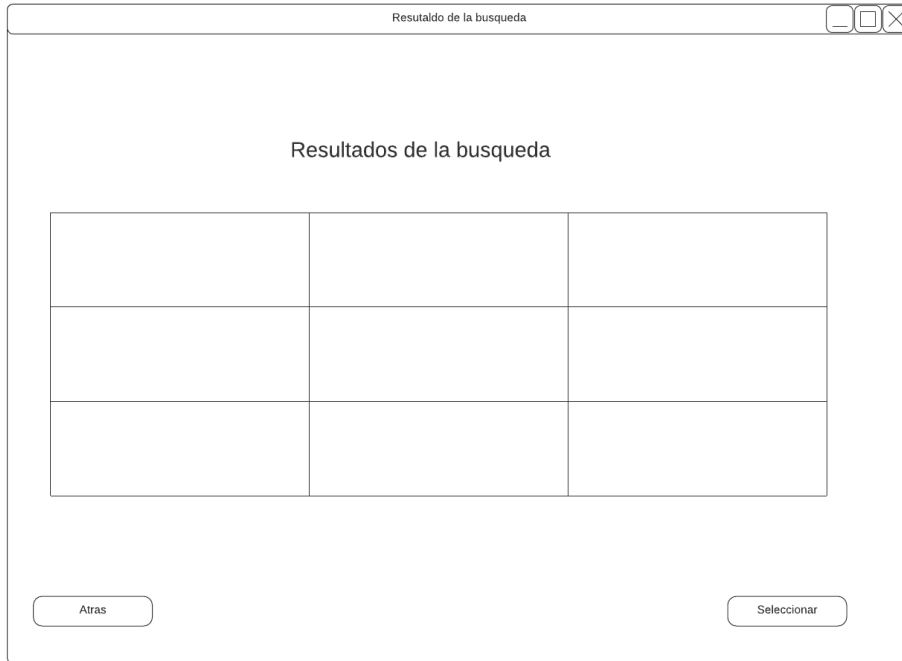 Resutaldo de la busqueda
Resultados de la busqueda
Atras
Seleccionar